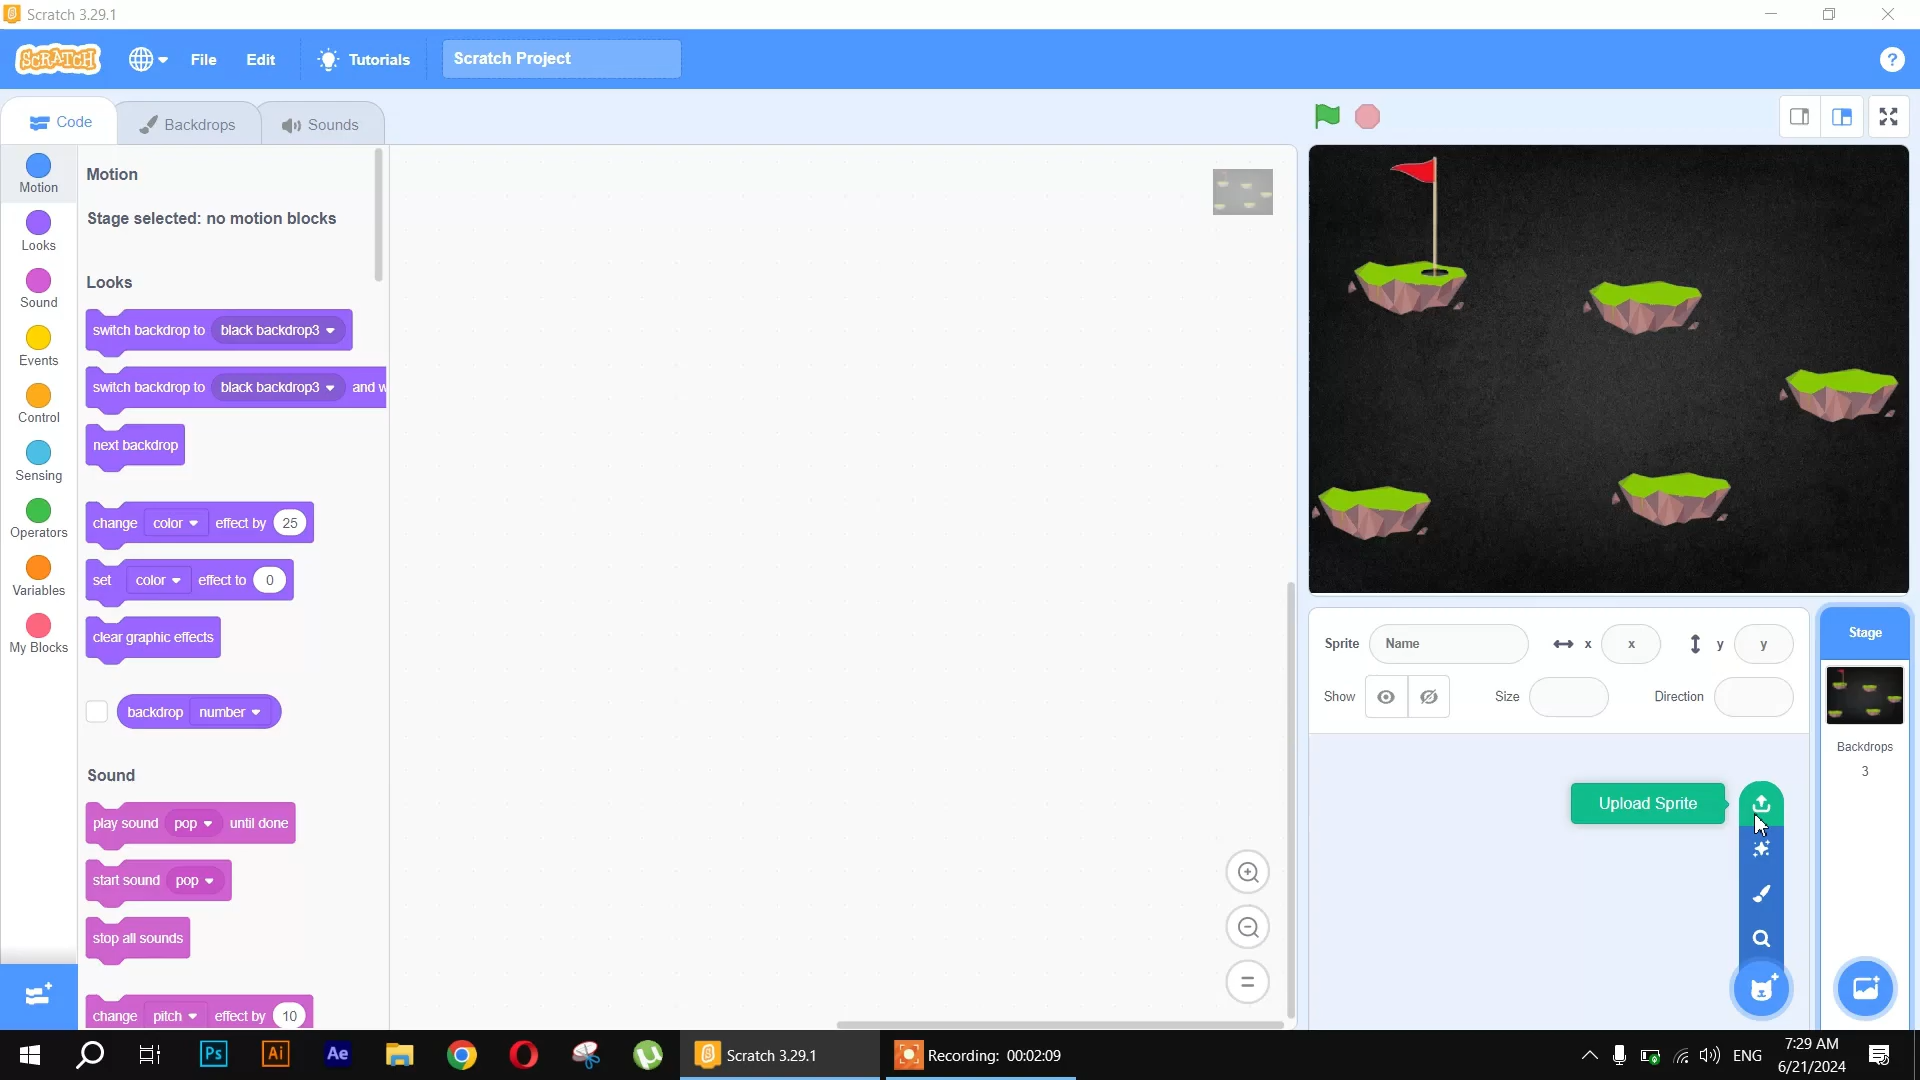 Scratch 3.29.1
SCRATCH
File
Edit
Tutorials
Scratch Project
?
Code
Backdrops
Sounds
Motion
Looks
Sound
Events
Control
Sensing
Operators
Variables
My Blocks
Motion
Stage selected: no motion blocks
Looks
switch backdrop to black backdrop3
switch backdrop to black backdrop3 and w
next backdrop
change color effect by 25
set color effect to 0
clear graphic effects
backdrop number
Sound
play sound pop until done
start sound pop
stop all sounds
change pitch effect by 10
Sprite Name x x y y
Show Size Direction
Upload Sprite
Stage
Backdrops
3
Ps
Ai
Ae
Scratch 3.29.1
Recording: 00:02:09
ENG
7:29 AM
6/21/2024